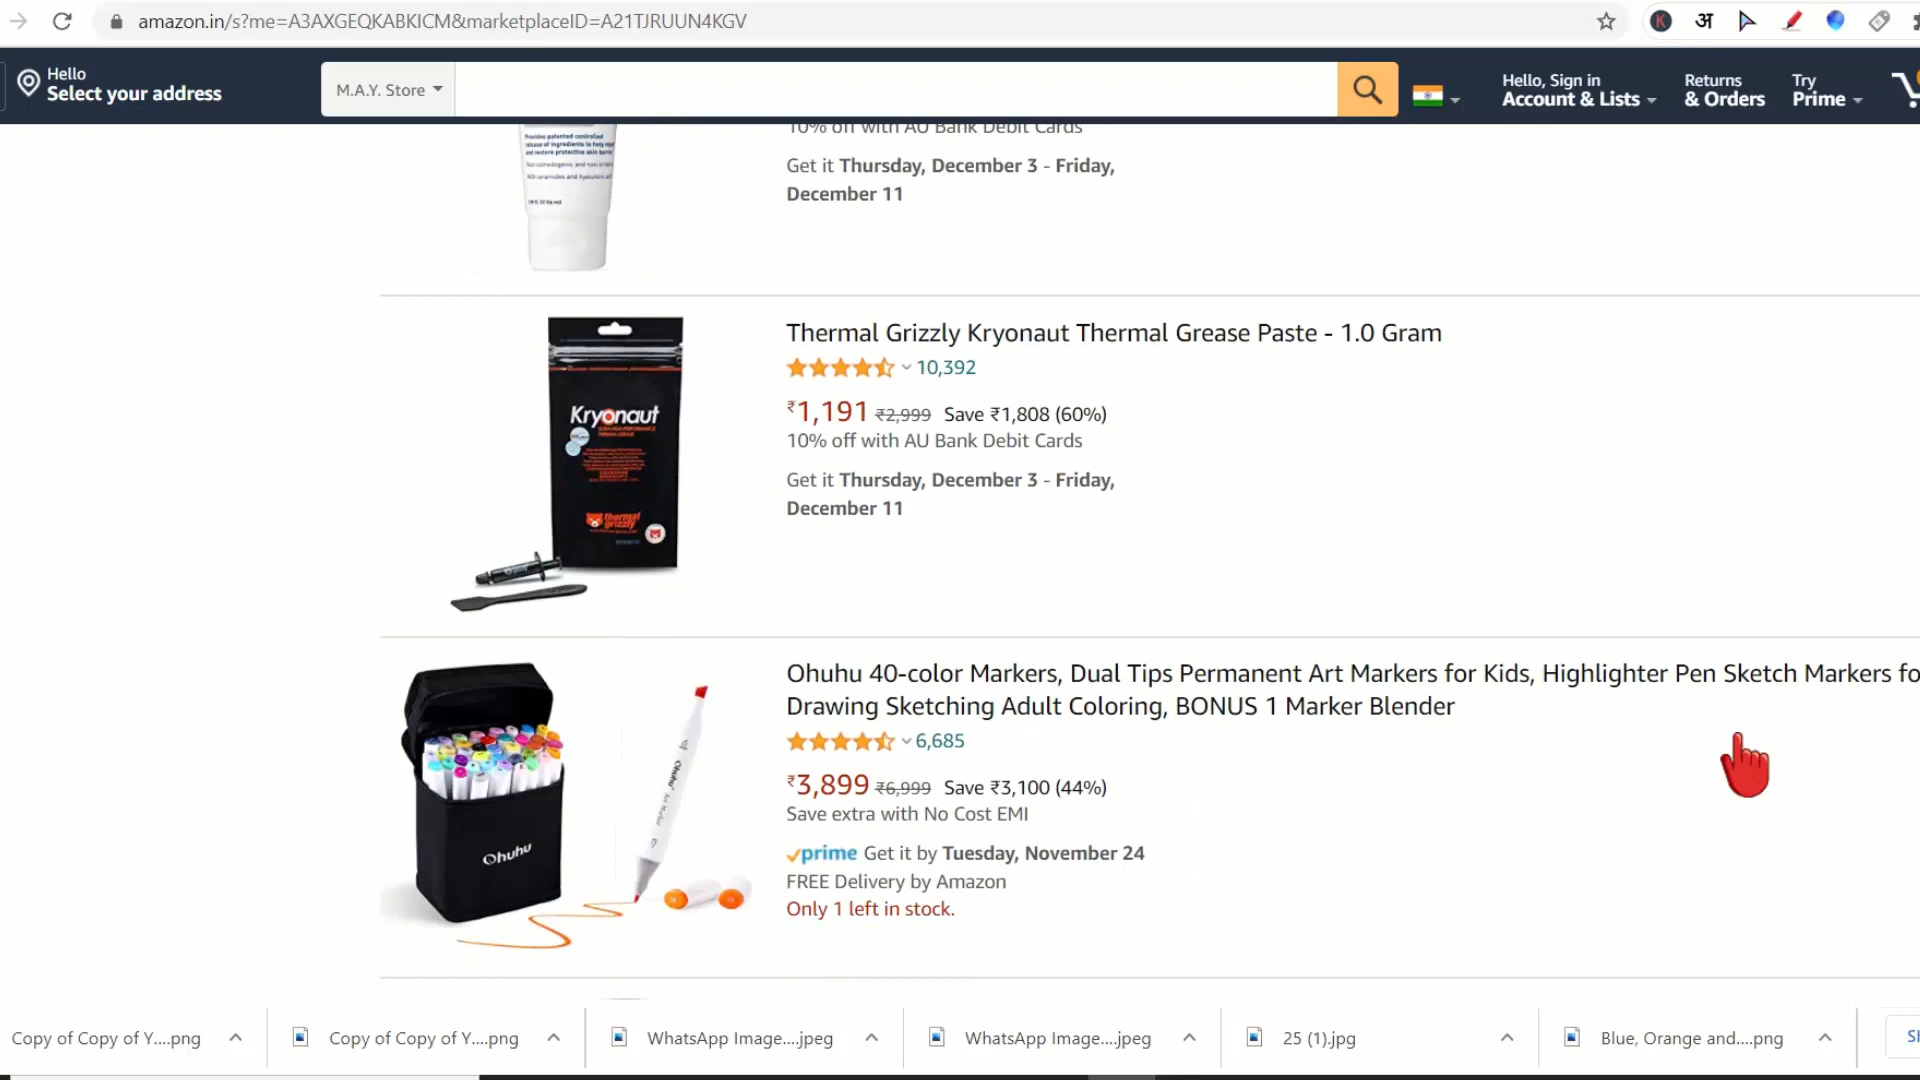 amazon.in/s?me=A3AXGEQKABKICM&marketplaceID=A21TJRUUN4KGV
K अ
Hello
Select your address
M.A.Y. Store
Hello, Sign in
Account & Lists
Returns
& Orders
Try
Prime
10% off with AU Bank Debit Cards
Get it Thursday, December 3 - Friday,
December 11
Thermal Grizzly Kryonaut Thermal Grease Paste - 1.0 Gram
10,392
₹1,191 ₹2,999 Save ₹1,808 (60%)
10% off with AU Bank Debit Cards
Get it Thursday, December 3 - Friday,
December 11
Kryonaut
thermal
grizzly
Ohuhu 40-color Markers, Dual Tips Permanent Art Markers for Kids, Highlighter Pen Sketch Markers fo
Drawing Sketching Adult Coloring, BONUS 1 Marker Blender
6,685
₹3,899 ₹6,999 Save ₹3,100 (44%)
Save extra with No Cost EMI
prime Get it by Tuesday, November 24
FREE Delivery by Amazon
Only 1 left in stock.
Ohuhu
Ohuhu
Copy of Copy of Y....png
Copy of Copy of Y....png
WhatsApp Image....jpeg
WhatsApp Image....jpeg
25 (1).jpg
Blue, Orange and....png